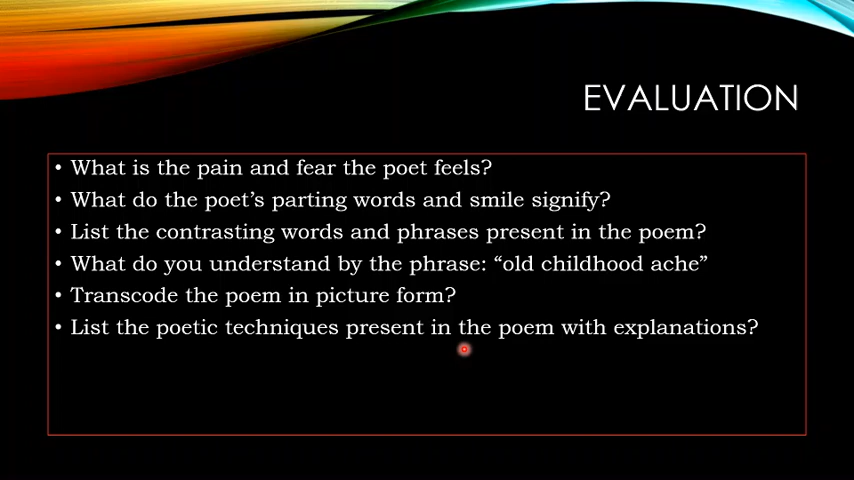 EVALUATION
• What is the pain and fear the poet feels?
• What do the poet’s parting words and smile signify?
• List the contrasting words and phrases present in the poem?
• What do you understand by the phrase: “old childhood ache”
• Transcode the poem in picture form?
• List the poetic techniques present in the poem with explanations?